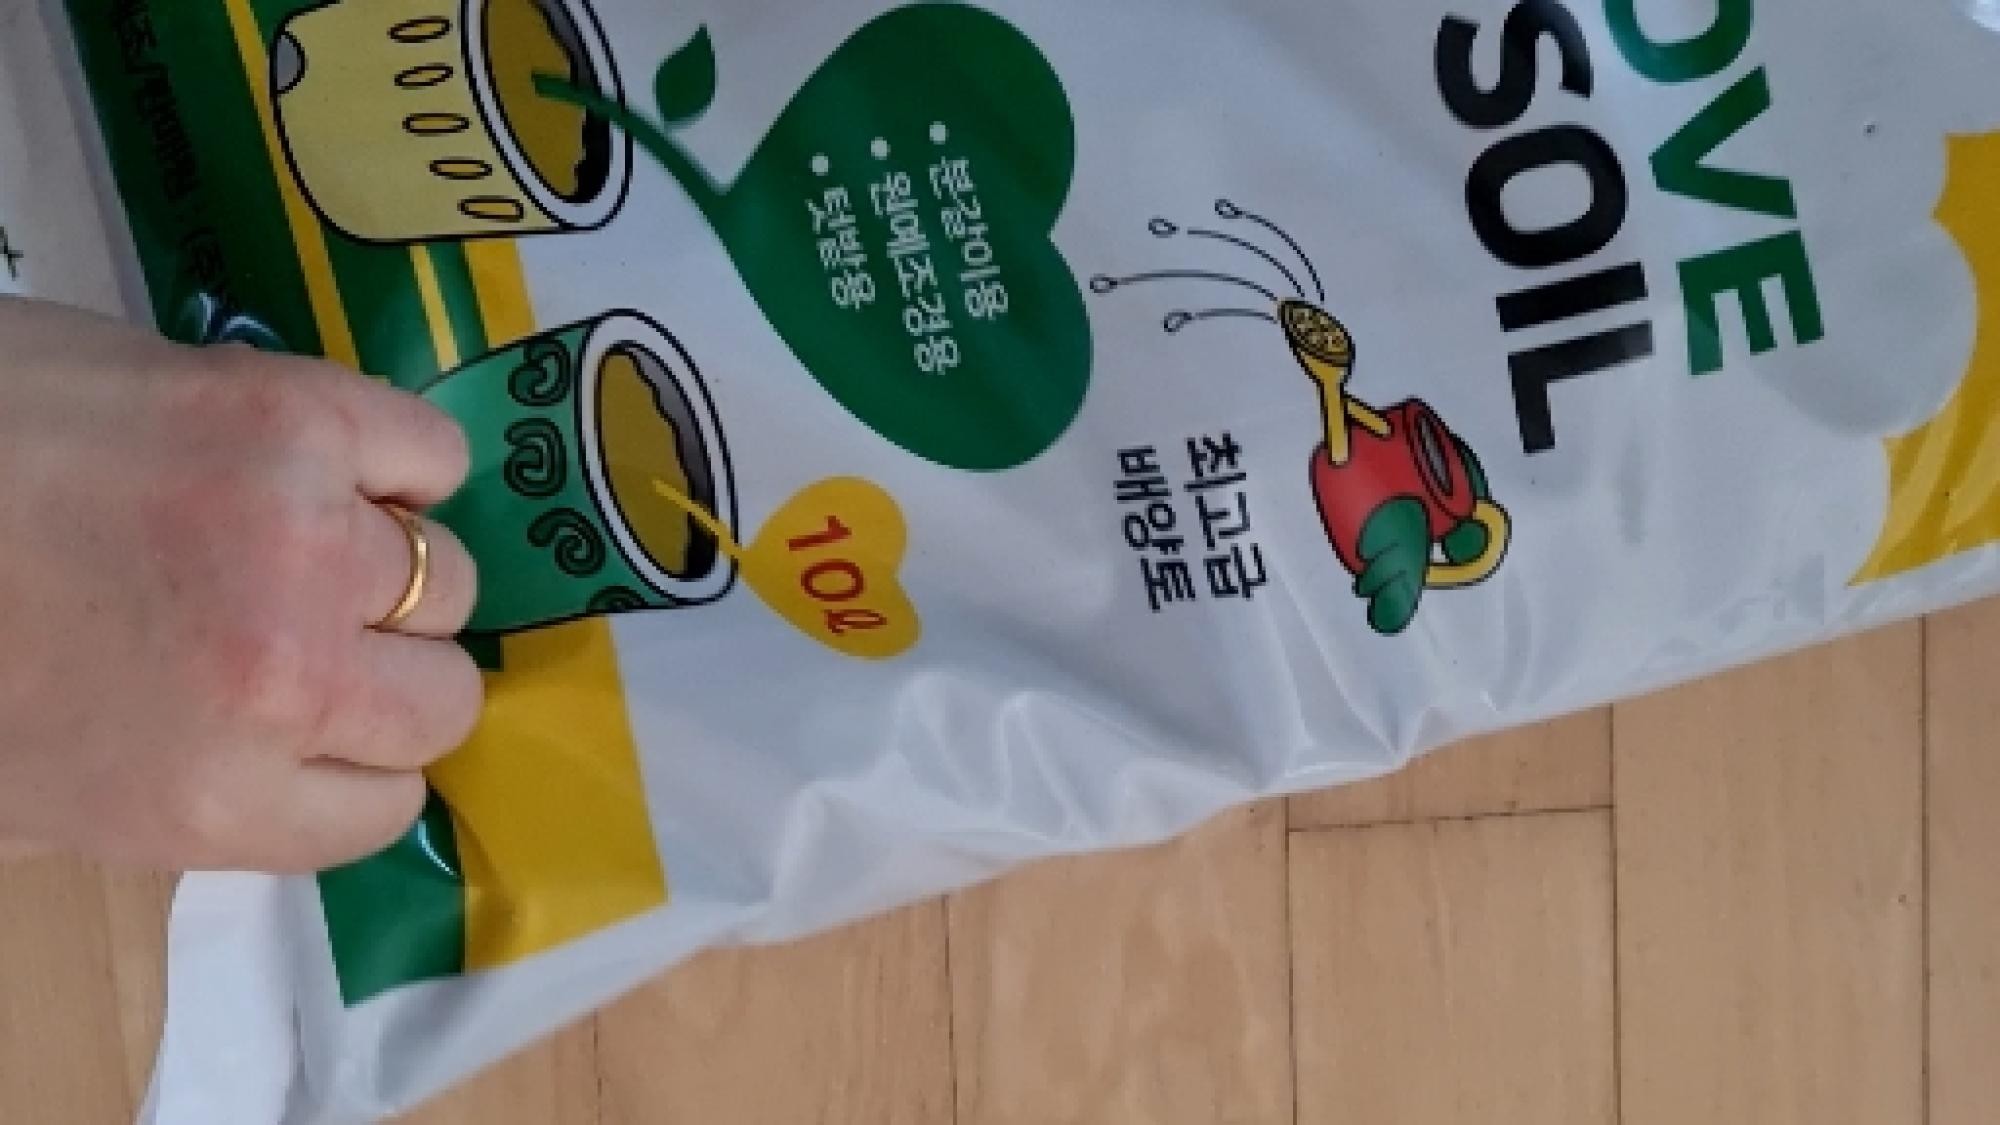 OVE
SOIL
최고급
배양토
• 분갈이용
• 원예조경용
• 텃밭용
10ℓ